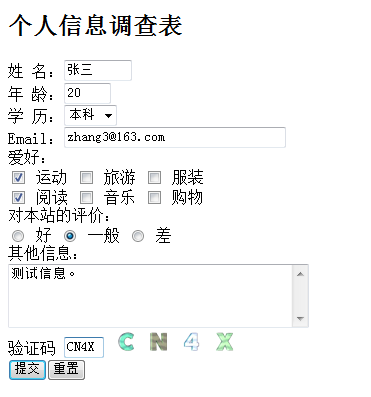 个人信息调查表
姓 名：张三
年 龄：20
学 历：本科
Email：zhang3@163.com
爱好：
运动 旅游 服装
阅读 音乐 购物
对本站的评价：
好 一般 差
其他信息：
测试信息。
验证码 CN4X C N 4 X
提交 重置